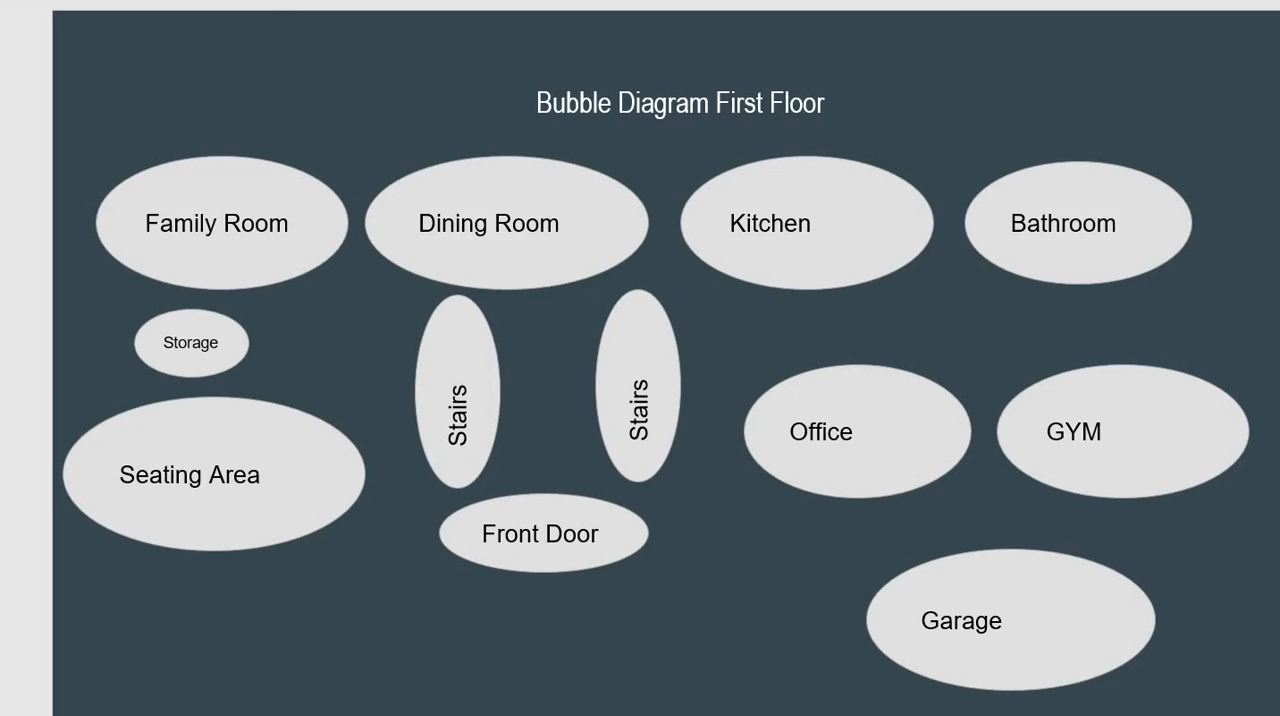 Bubble Diagram First Floor
Family Room
Dining Room
Kitchen
Bathroom
Storage
Stairs
Stairs
Office
GYM
Seating Area
Front Door
Garage